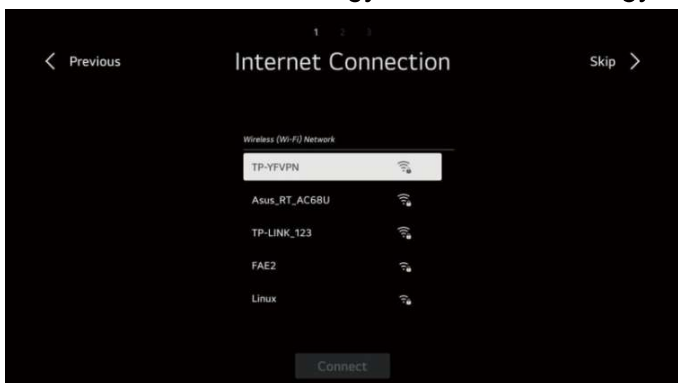 1 2 3
Previous
Internet Connection
Skip
Wireless (Wi-Fi) Network
TP-YFVPN
Asus_RT_AC68U
TP-LINK_123
FAE2
Linux
Connect